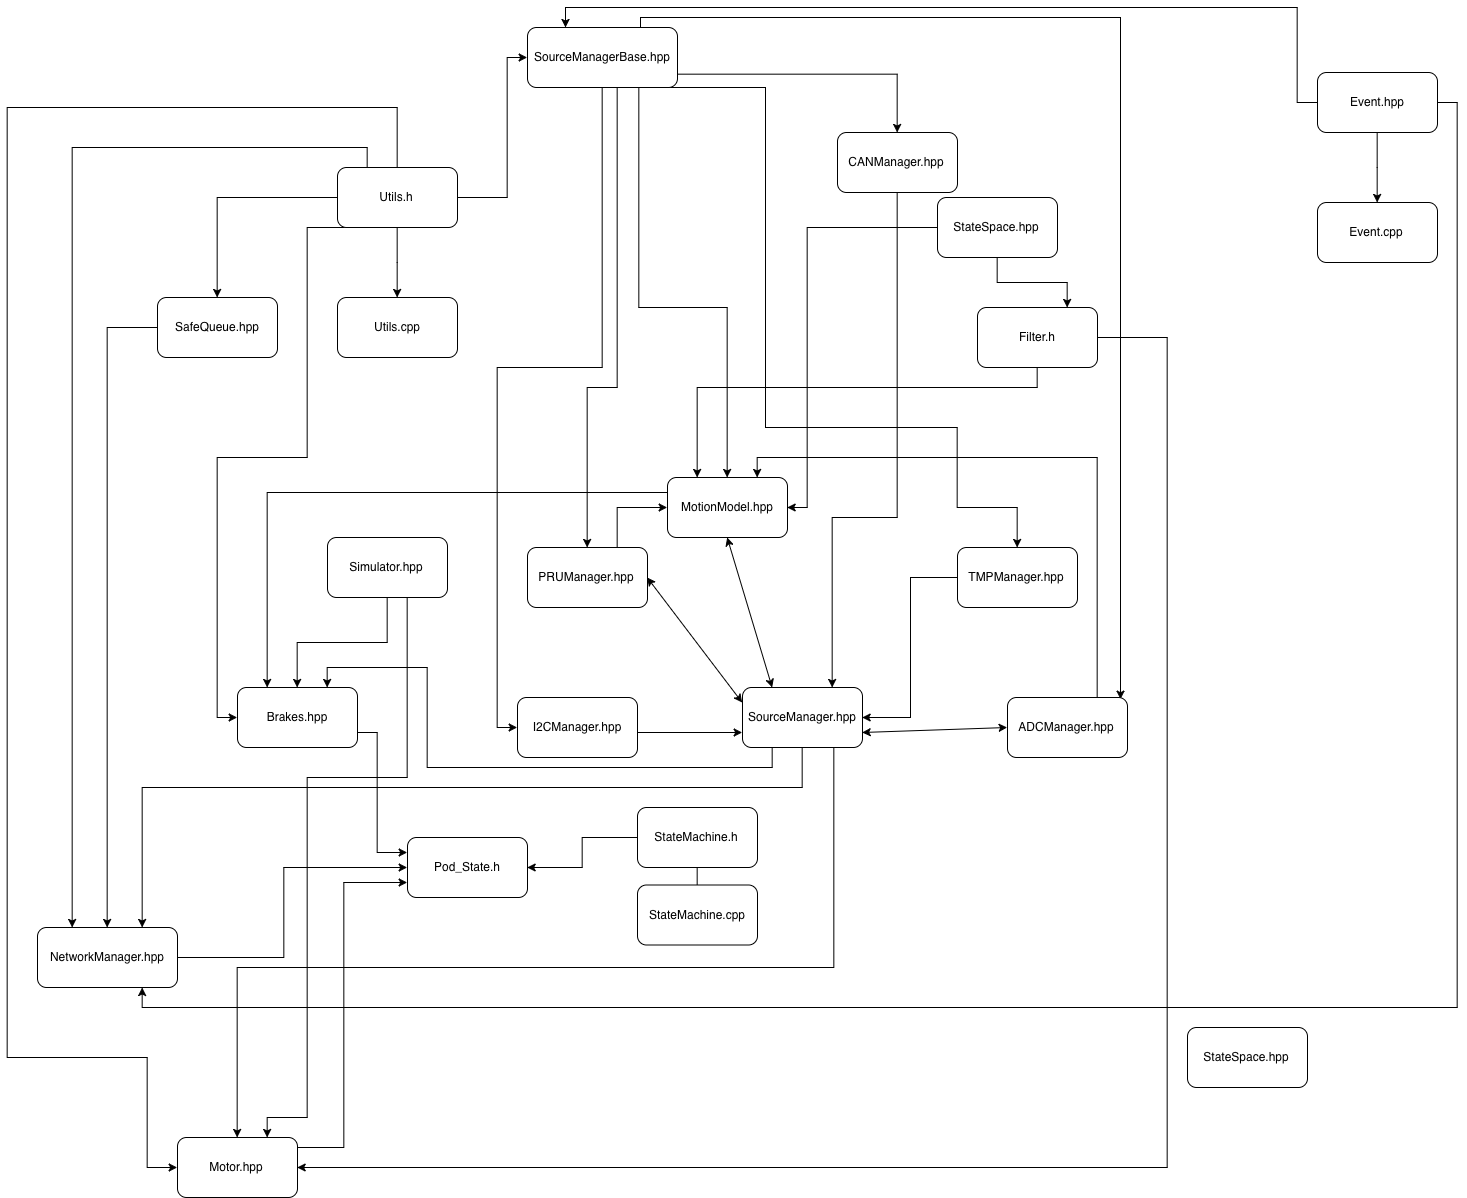 SourceManagerBase.hpp
Event.hpp
CANManager.hpp
Utils.h
StateSpace.hpp
Event.cpp
SafeQueue.hpp
Utils.cpp
Filter.h
MotionModel.hpp
Simulator.hpp
PRUManager.hpp
TMPManager.hpp
Brakes.hpp
I2CManager.hpp
SourceManager.hpp
ADCManager.hpp
StateMachine.h
Pod_State.h
StateMachine.cpp
NetworkManager.hpp
StateSpace.hpp
Motor.hpp